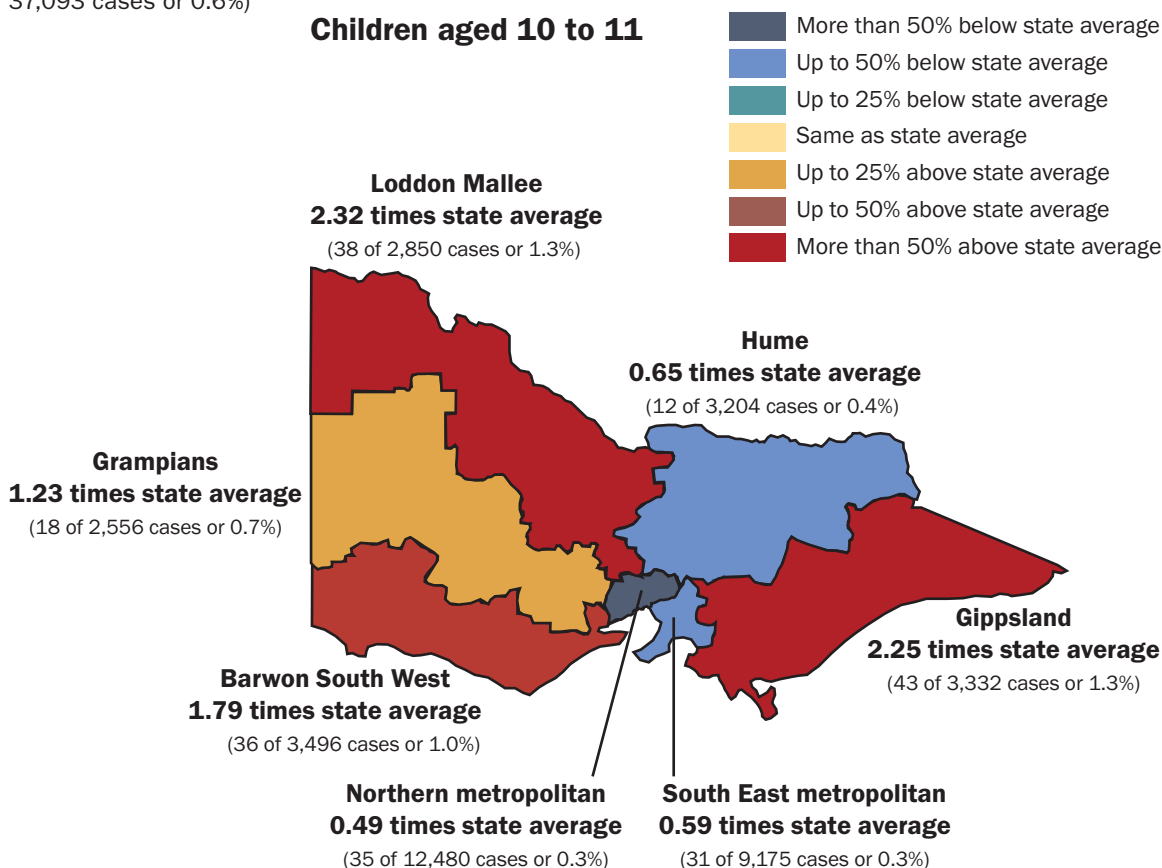 37,093 cases or 0.6%)
Children aged 10 to 11
More than 50% below state average
Up to 50% below state average
Up to 25% below state average
Same as state average
Up to 25% above state average
Up to 50% above state average
More than 50% above state average
Loddon Mallee
2.32 times state average
(38 of 2,850 cases or 1.3%)
Hume
0.65 times state average
(12 of 3,204 cases or 0.4%)
Grampians
1.23 times state average
(18 of 2,556 cases or 0.7%)
Gippsland
2.25 times state average
(43 of 3,332 cases or 1.3%)
Barwon South West
1.79 times state average
(36 of 3,496 cases or 1.0%)
Northern metropolitan
0.49 times state average
(35 of 12,480 cases or 0.3%)
South East metropolitan
0.59 times state average
(31 of 9,175 cases or 0.3%)